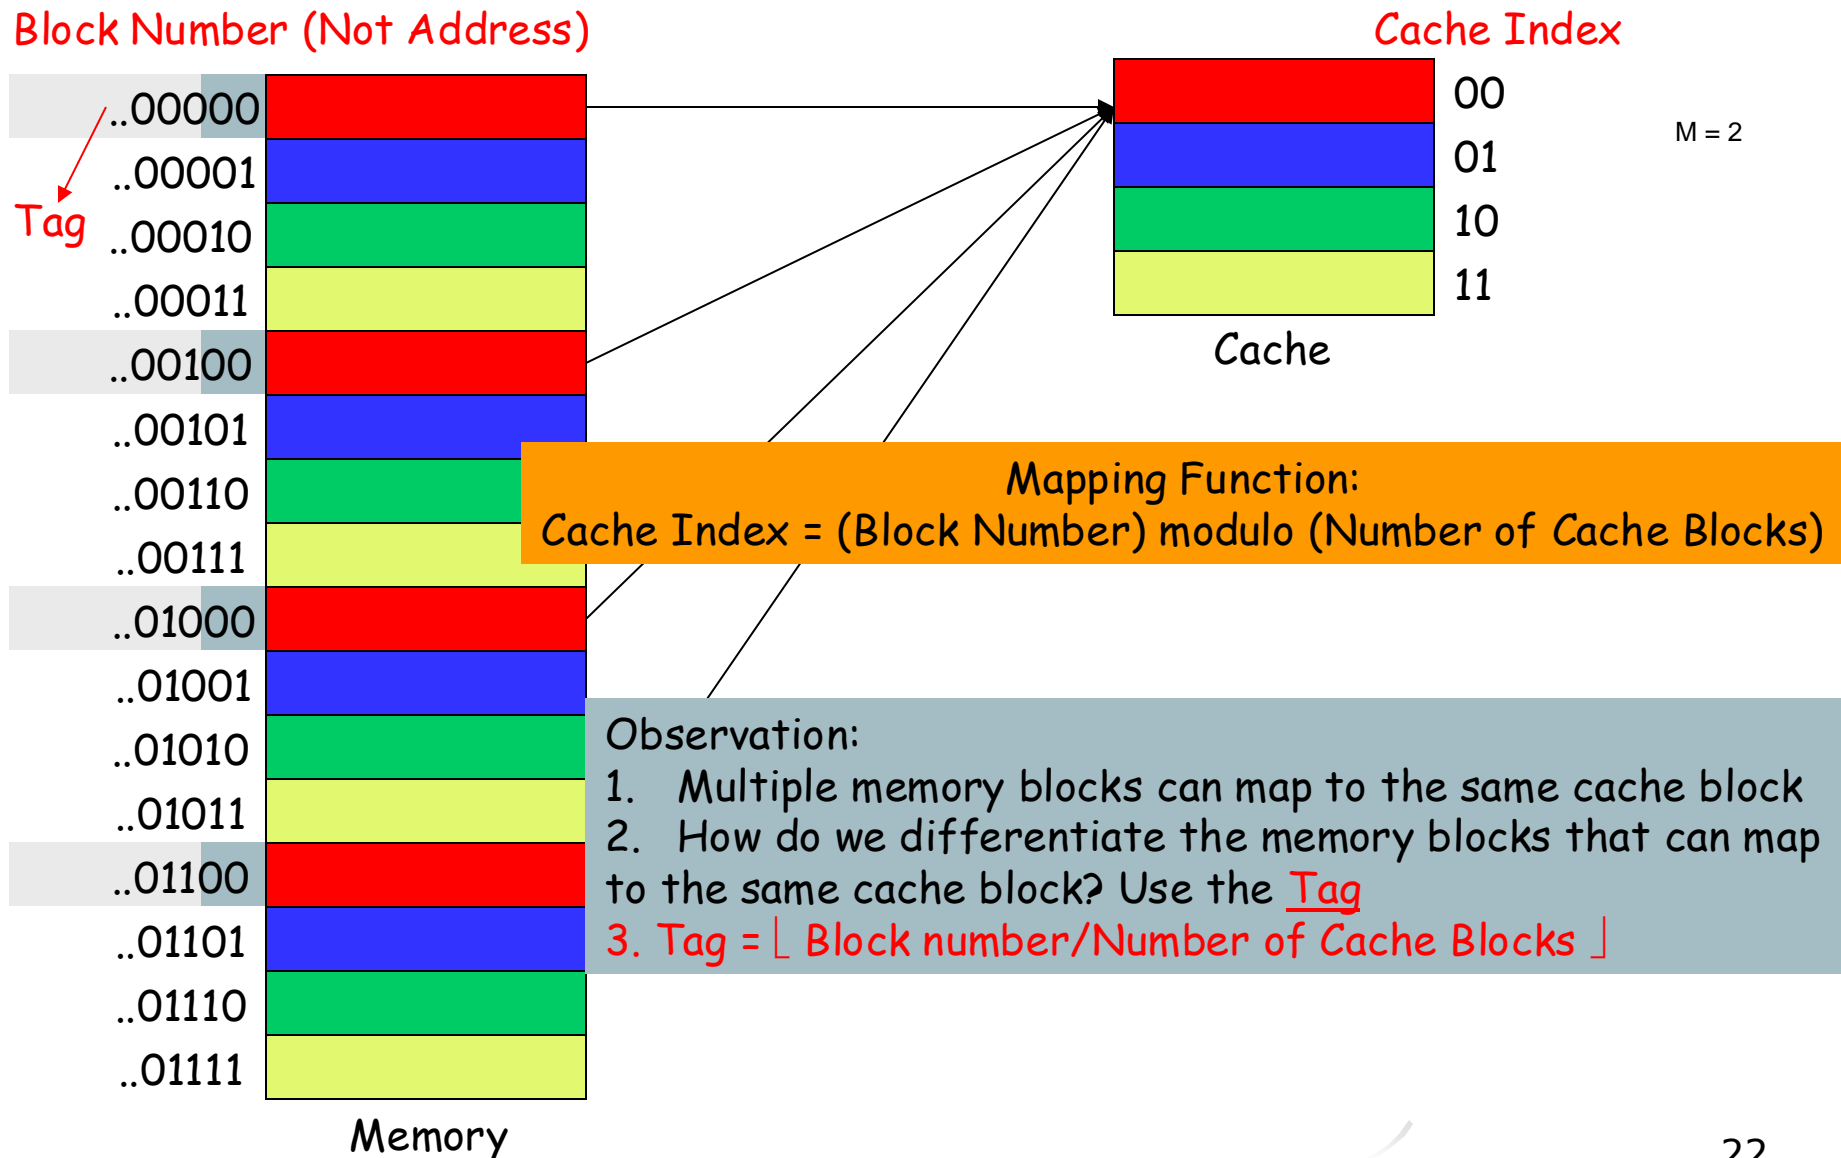 Block Number (Not Address)
Cache Index
..00000
..00001
Tag
..00010
..00011
..00100
..00101
..00110
..00111
..01000
..01001
..01010
..01011
..01100
..01101
..01110
..01111
Memory
00
01
10
11
Cache
M = 2
Mapping Function:
Cache Index = (Block Number) modulo (Number of Cache Blocks)
Observation:
1. Multiple memory blocks can map to the same cache block
2. How do we differentiate the memory blocks that can map
to the same cache block? Use the Tag
3. Tag = ⌊ Block number/Number of Cache Blocks ⌋
22